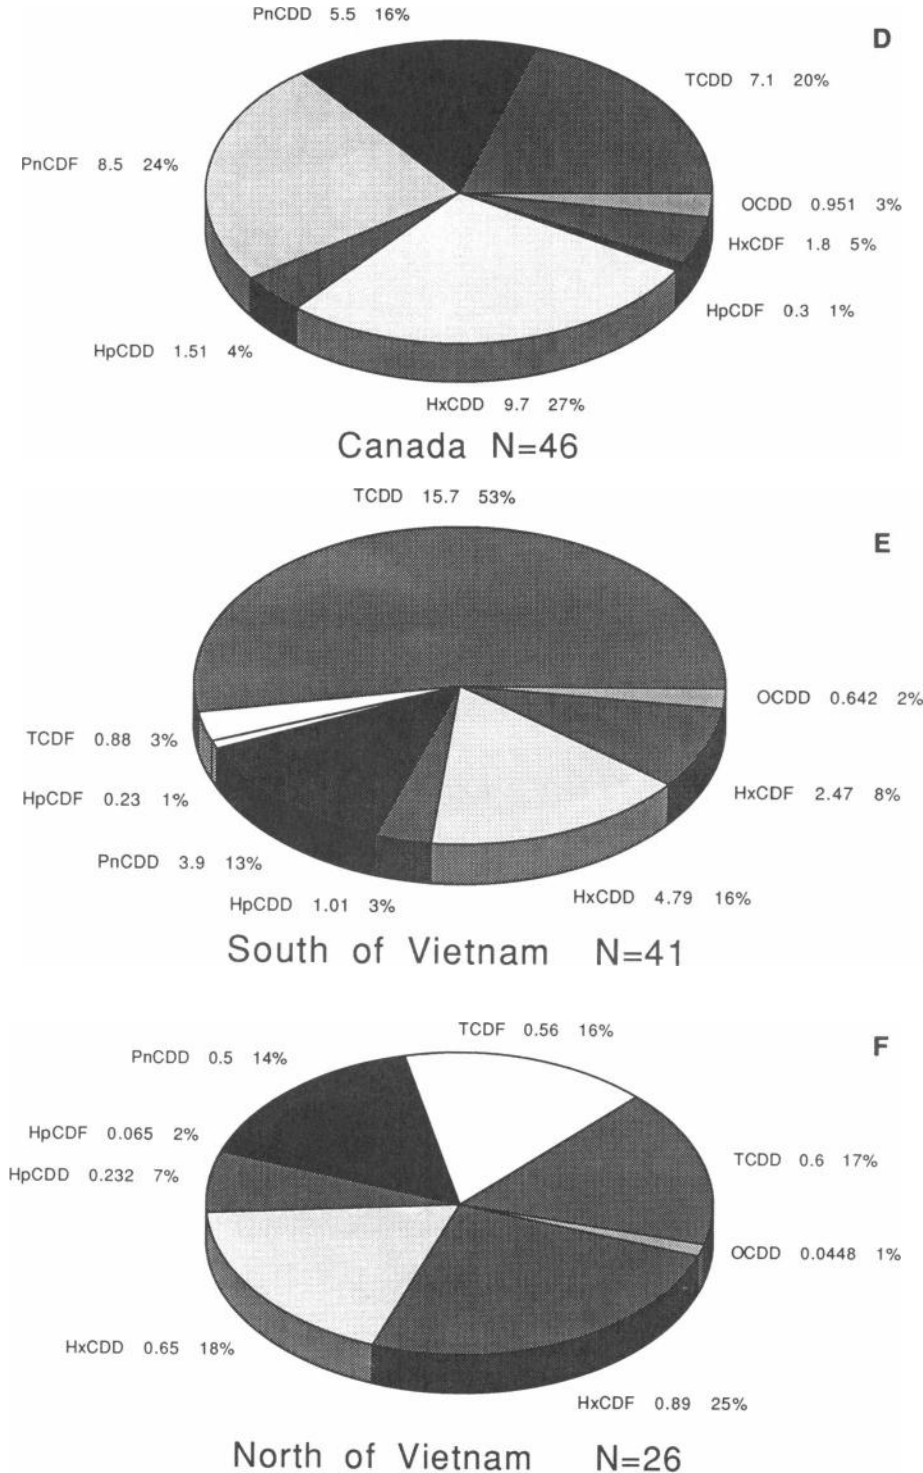 PnCDD 5.5 16%
D
TCDD 7.1 20%
PnCDF 8.5 24%
OCDD 0.951 3%
HxCDF 1.8 5%
HpCDF 0.3 1%
HpCDD 1.51 4%
HxCDD 9.7 27%
Canada N=46
TCDD 15.7 53%
E
OCDD 0.642 2%
TCDF 0.88 3%
HpCDF 0.23 1%
HxCDF 2.47 8%
PnCDD 3.9 13%
HpCDD 1.01 3%
HxCDD 4.79 16%
South of Vietnam N=41
TCDF 0.56 16%
F
PnCDD 0.5 14%
HpCDF 0.065 2%
HpCDD 0.232 7%
TCDD 0.6 17%
OCDD 0.0448 1%
HxCDD 0.65 18%
HxCDF 0.89 25%
North of Vietnam N=26